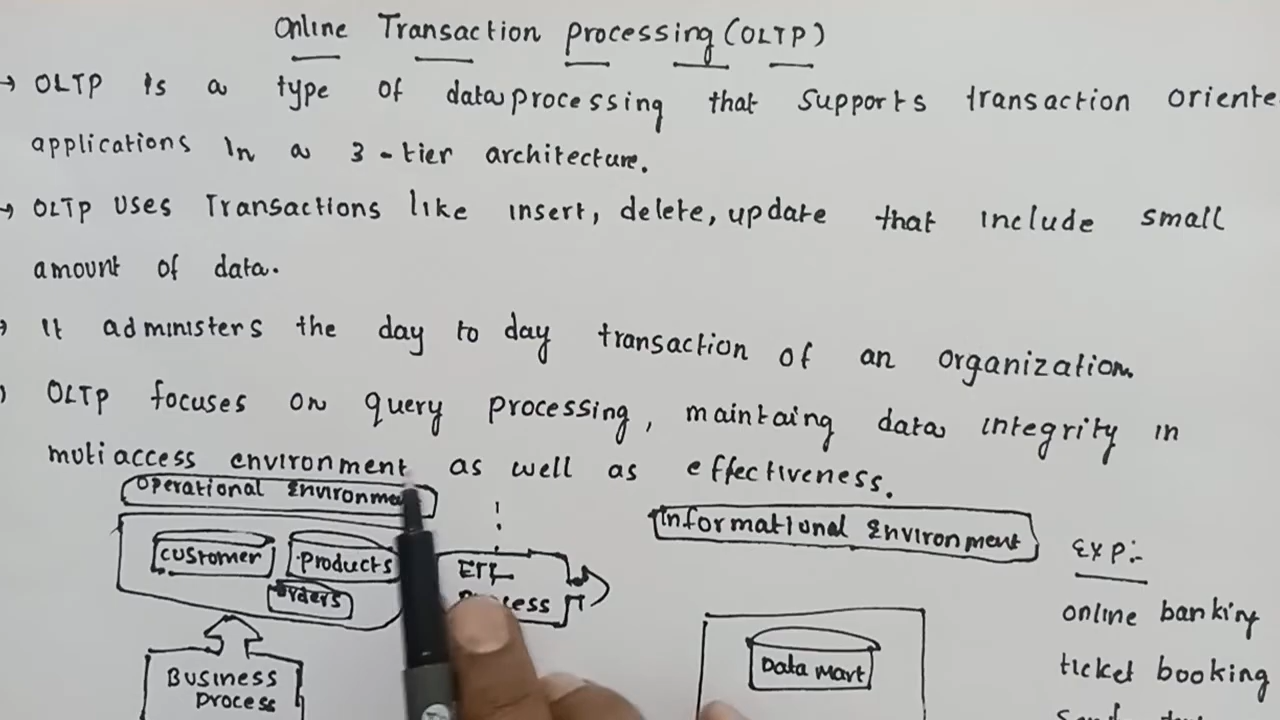 Online Transaction Processing (OLTP)
→ OLTP is a type of data processing that supports transaction oriente
applications in a 3-tier architecture.
→ OLTP uses Transactions like insert, delete, update that include small
amount of data.
→ It administers the day to day transaction of an organization.
OLTP focuses on query processing, maintaing data integrity in
mutiaccess environment as well as effectiveness.
Operational Environment
Informational Environment
Customer
Products
Orders
ETL
Process
Exp:-
online banking
ticket booking
Business
Process
Data Mart